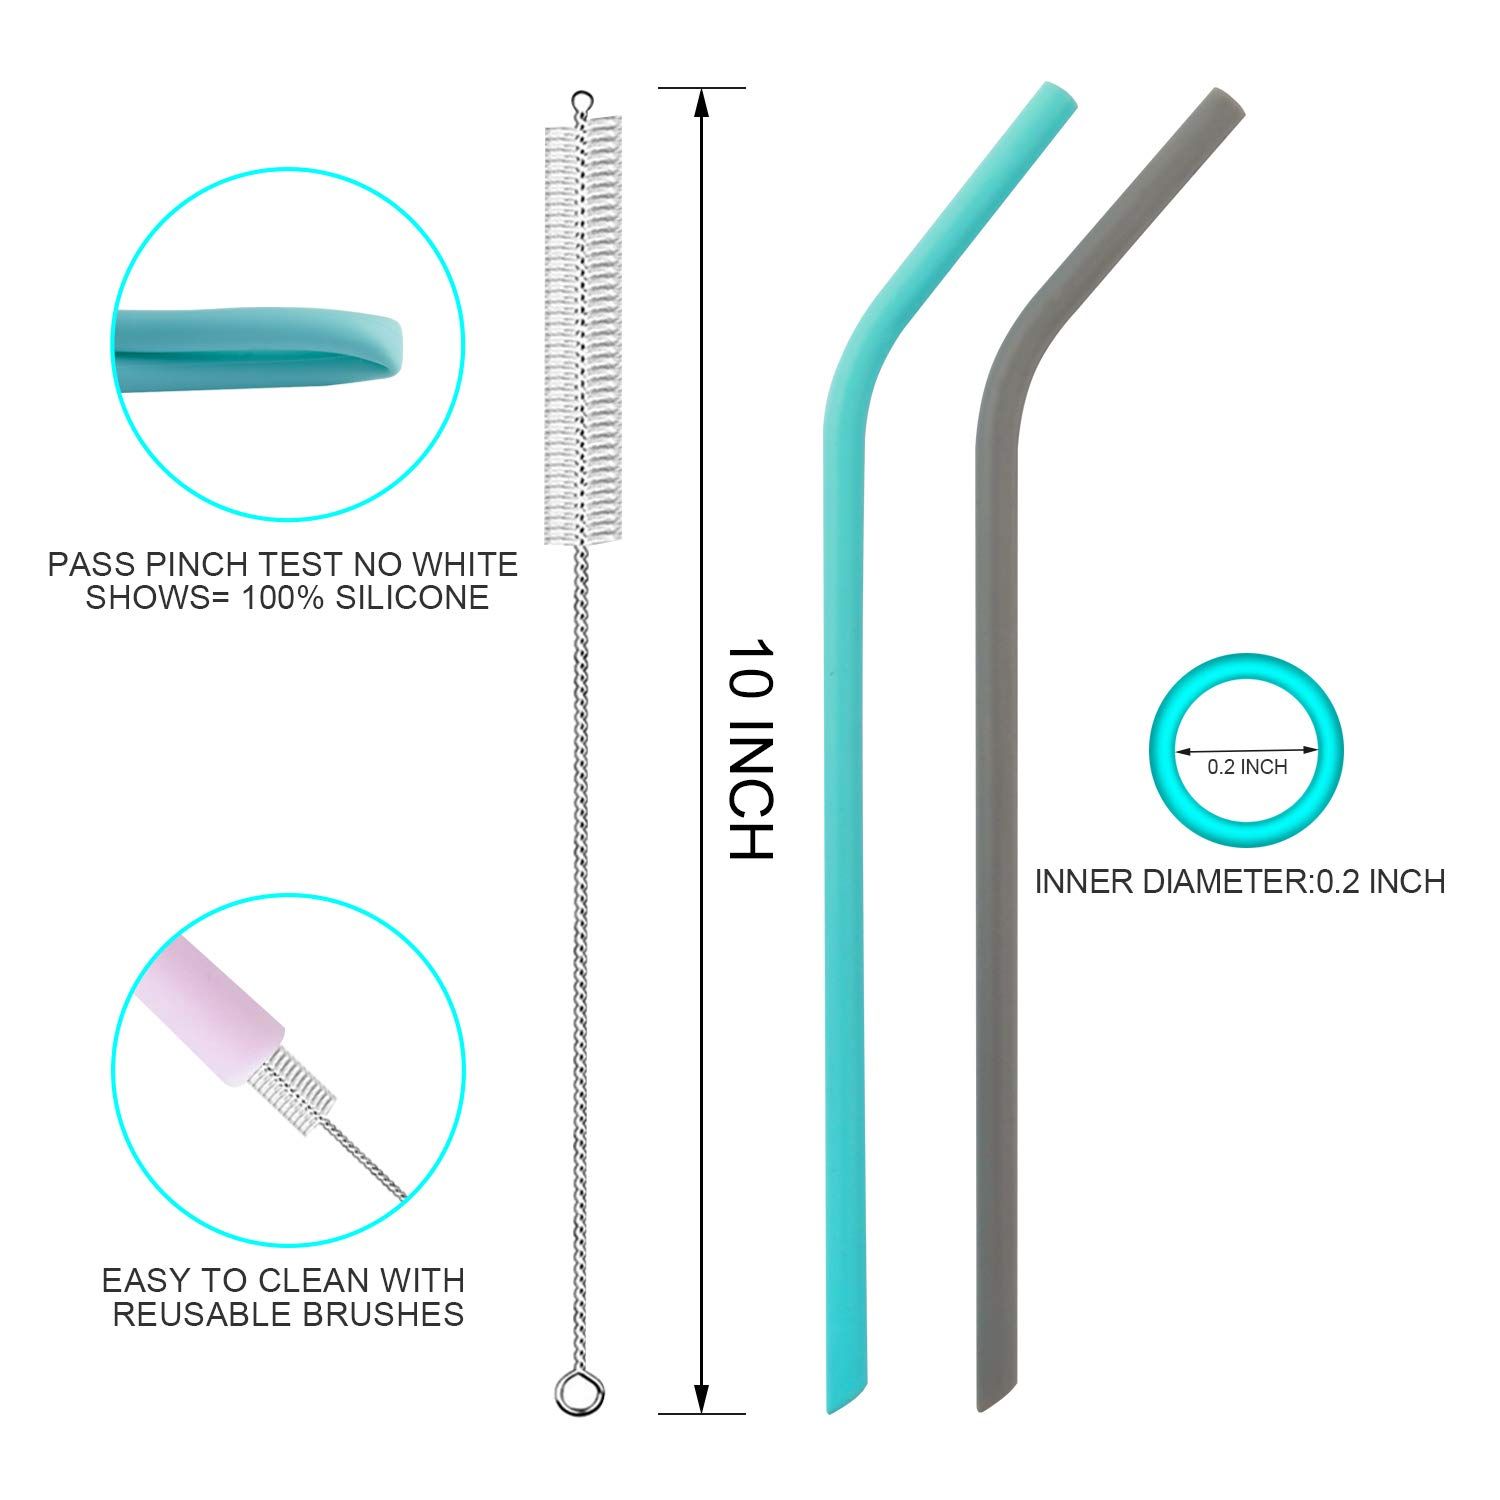 PASS PINCH TEST NO WHITE
SHOWS= 100% SILICONE
10 INCH
0.2 INCH
INNER DIAMETER:0.2 INCH
EASY TO CLEAN WITH
REUSABLE BRUSHES